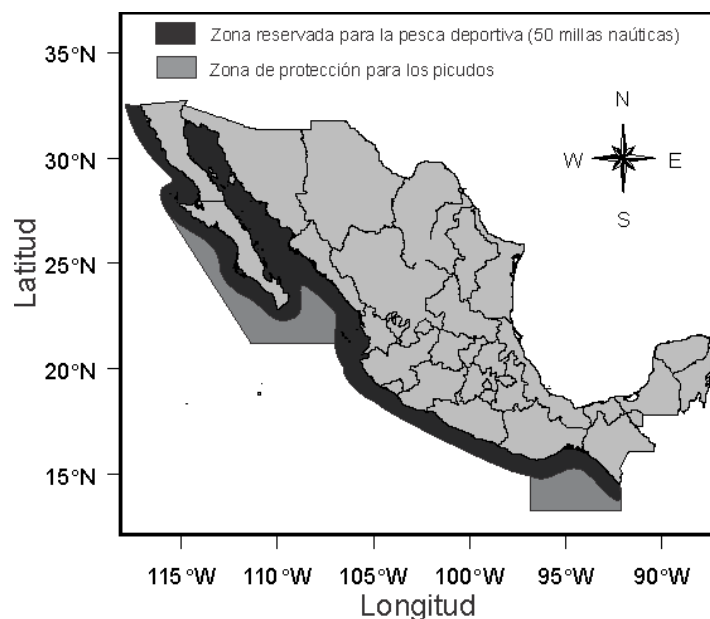 Zona reservada para la pesca deportiva (50 millas naúticas)
Zona de protección para los picudos
N
W E
S
35°N
30°N
25°N
20°N
15°N
Latitud
115°W 110°W 105°W 100°W 95°W 90°W
Longitud